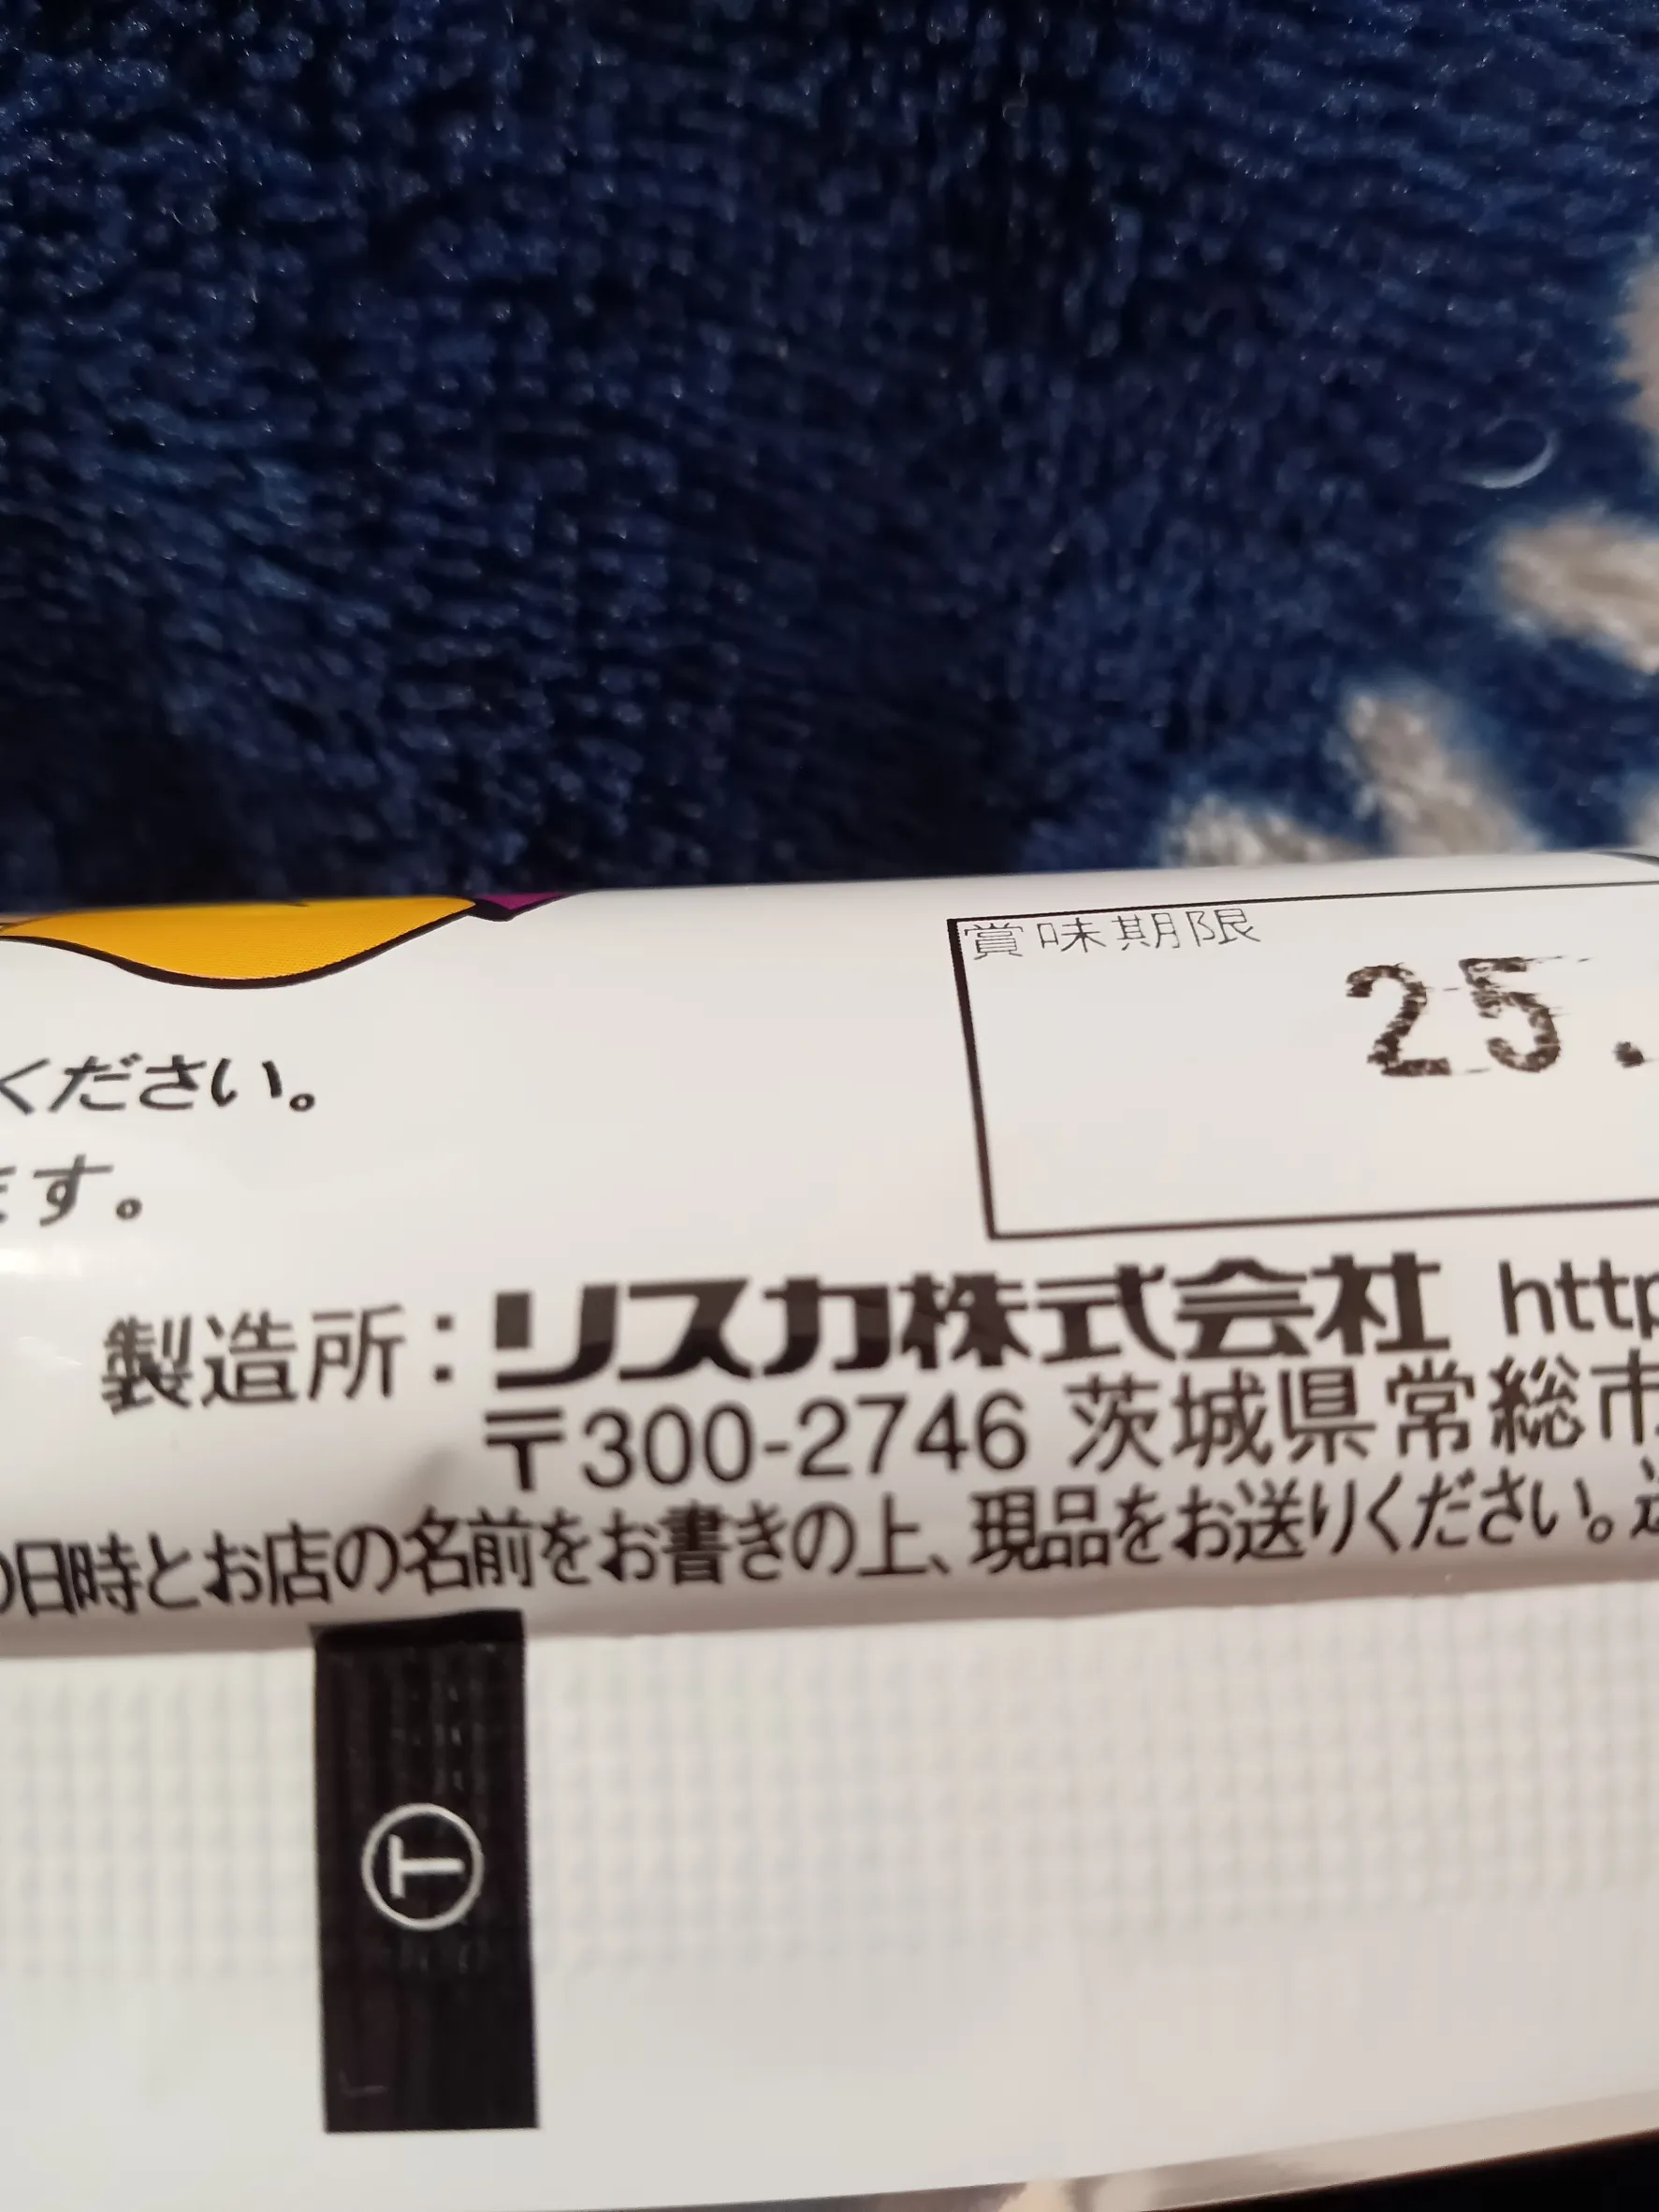 賞味期限
25.
ください。
ます。
製造所：リスカ株式会社 http
〒300-2746 茨城県常総市
の日時とお店の名前をお書きの上、現品をお送りください。送
T